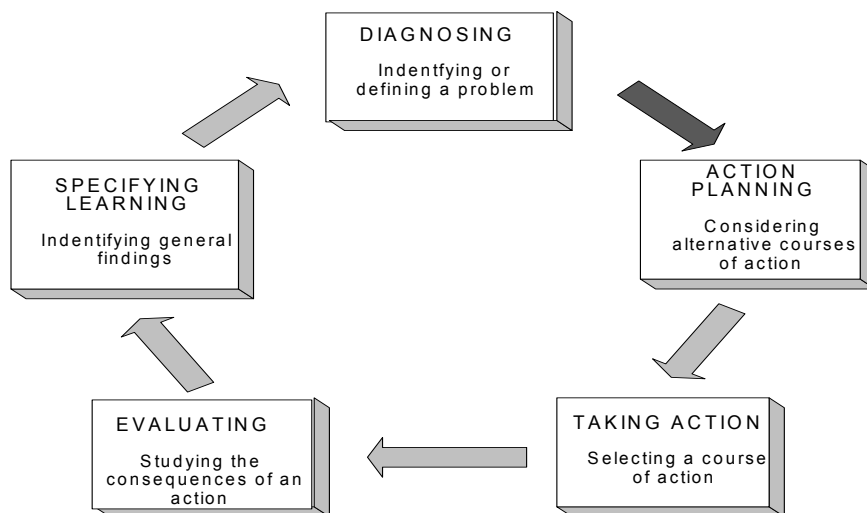 DIAGNOSING
Indentfying or
defining a problem
ACTION
PLANNING
Considering
alternative courses
of action
TAKING ACTION
Selecting a course
of action
EVALUATING
Studying the
consequences of an
action
SPECIFYING
LEARNING
Indentifying general
findings